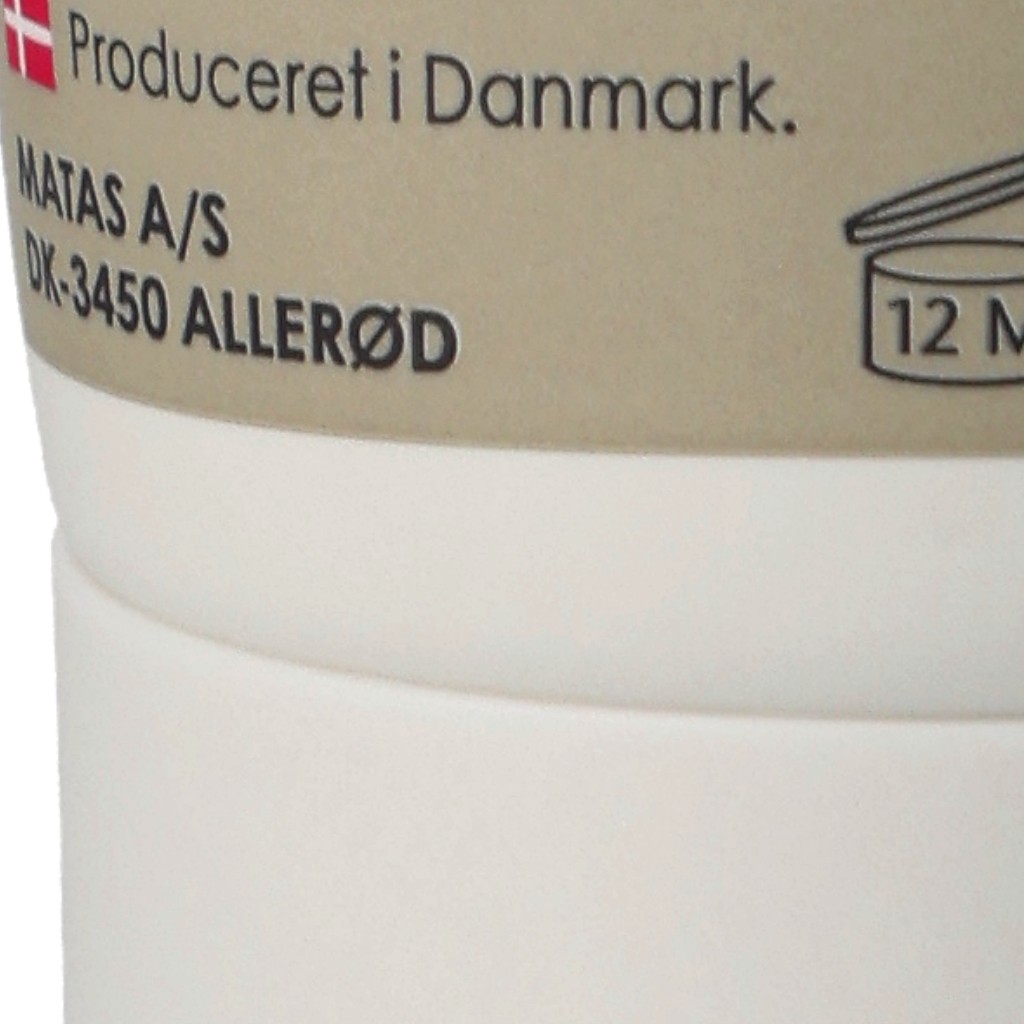 Produceret i Danmark.
MATAS A/S
DK-3450 ALLERØD
12 M